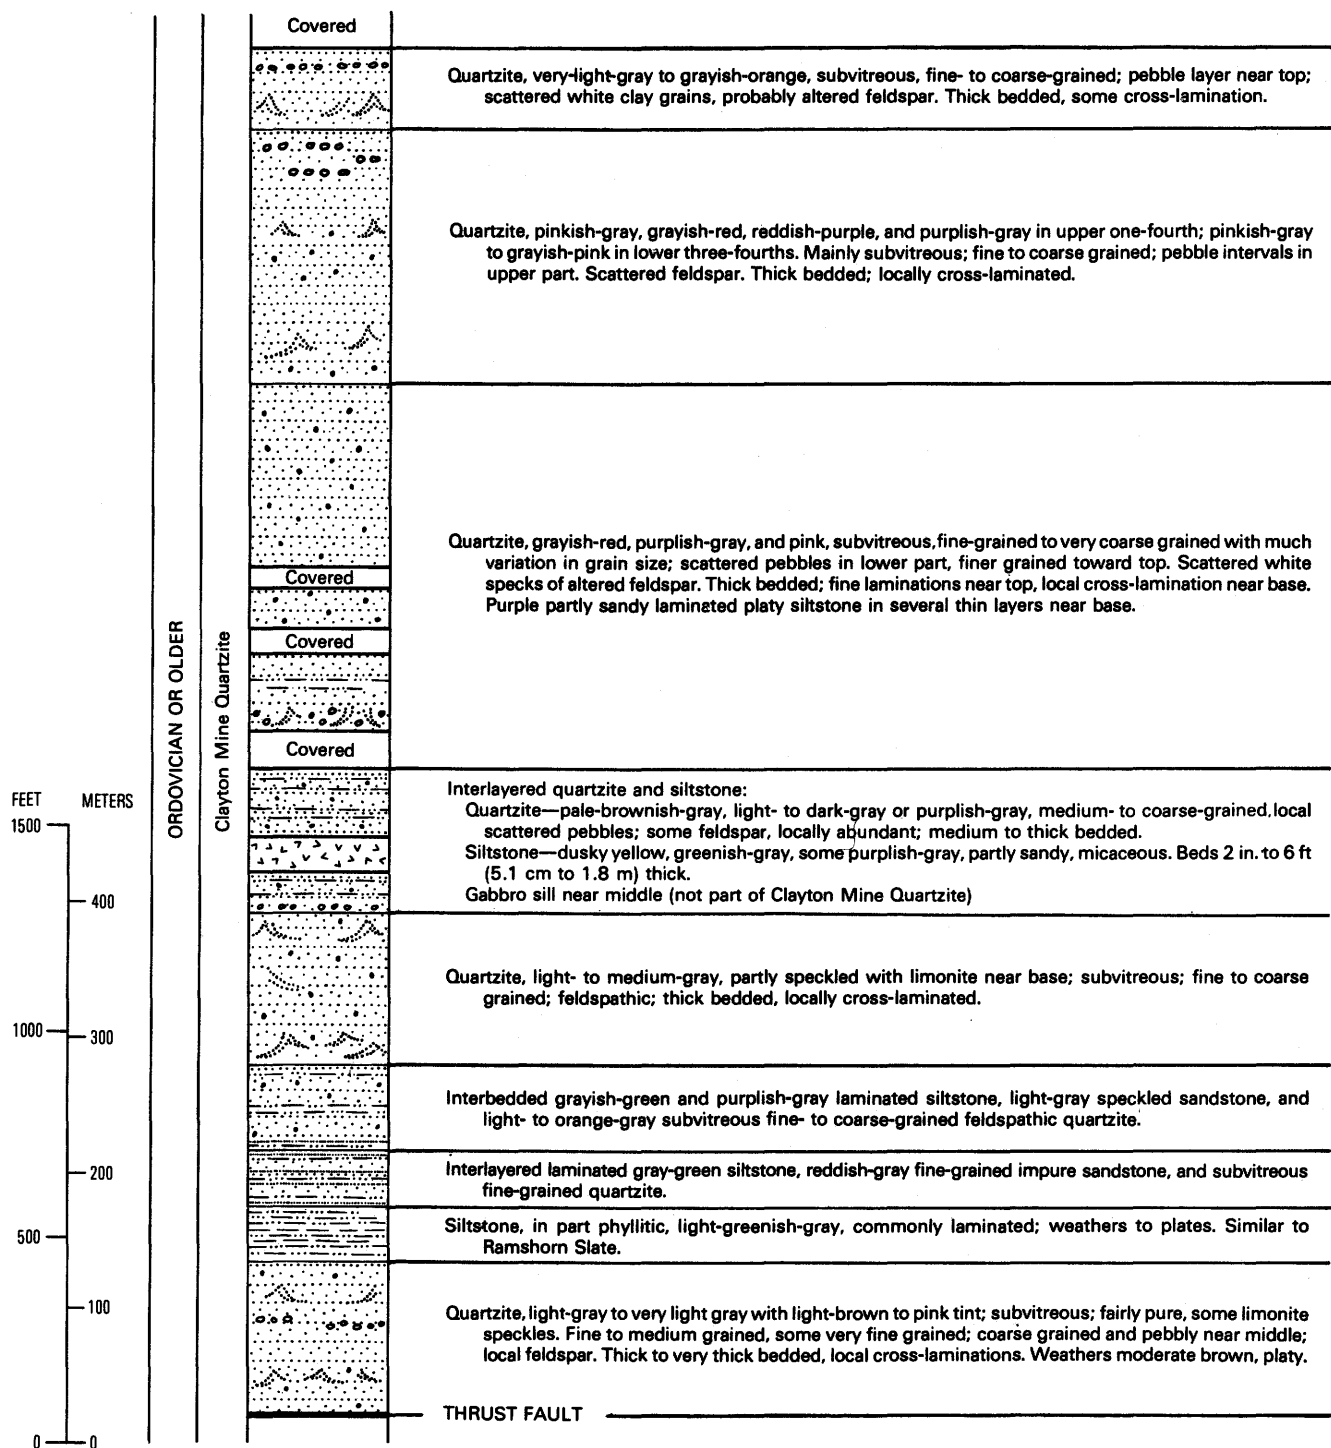 Covered
Quartzite, very-light-gray to grayish-orange, subvitreous, fine- to coarse-grained; pebble layer near top;
scattered white clay grains, probably altered feldspar. Thick bedded, some cross-lamination.
Quartzite, pinkish-gray, grayish-red, reddish-purple, and purplish-gray in upper one-fourth; pinkish-gray
to grayish-pink in lower three-fourths. Mainly subvitreous; fine to coarse grained; pebble intervals in
upper part. Scattered feldspar. Thick bedded; locally cross-laminated.
Quartzite, grayish-red, purplish-gray, and pink, subvitreous, fine-grained to very coarse grained with much
variation in grain size; scattered pebbles in lower part, finer grained toward top. Scattered white
specks of altered feldspar. Thick bedded; fine laminations near top, local cross-lamination near base.
Purple partly sandy laminated platy siltstone in several thin layers near base.
Covered
Covered
Covered
ORDOVICIAN OR OLDER
Clayton Mine Quartzite
Interlayered quartzite and siltstone:
Quartzite—pale-brownish-gray, light- to dark-gray or purplish-gray, medium- to coarse-grained, local
scattered pebbles; some feldspar, locally abundant; medium to thick bedded.
Siltstone—dusky yellow, greenish-gray, some purplish-gray, partly sandy, micaceous. Beds 2 in. to 6 ft
(5.1 cm to 1.8 m) thick.
Gabbro sill near middle (not part of Clayton Mine Quartzite)
Quartzite, light- to medium-gray, partly speckled with limonite near base; subvitreous; fine to coarse
grained; feldspathic; thick bedded, locally cross-laminated.
Interbedded grayish-green and purplish-gray laminated siltstone, light-gray speckled sandstone, and
light- to orange-gray subvitreous fine- to coarse-grained feldspathic quartzite.
Interlayered laminated gray-green siltstone, reddish-gray fine-grained impure sandstone, and subvitreous
fine-grained quartzite.
Siltstone, in part phyllitic, light-greenish-gray, commonly laminated; weathers to plates. Similar to
Ramshorn Slate.
Quartzite, light-gray to very light gray with light-brown to pink tint; subvitreous; fairly pure, some limonite
speckles. Fine to medium grained, some very fine grained; coarse grained and pebbly near middle;
local feldspar. Thick to very thick bedded, local cross-laminations. Weathers moderate brown, platy.
THRUST FAULT
FEET METERS
1500
400
1000
300
200
500
100
0 0